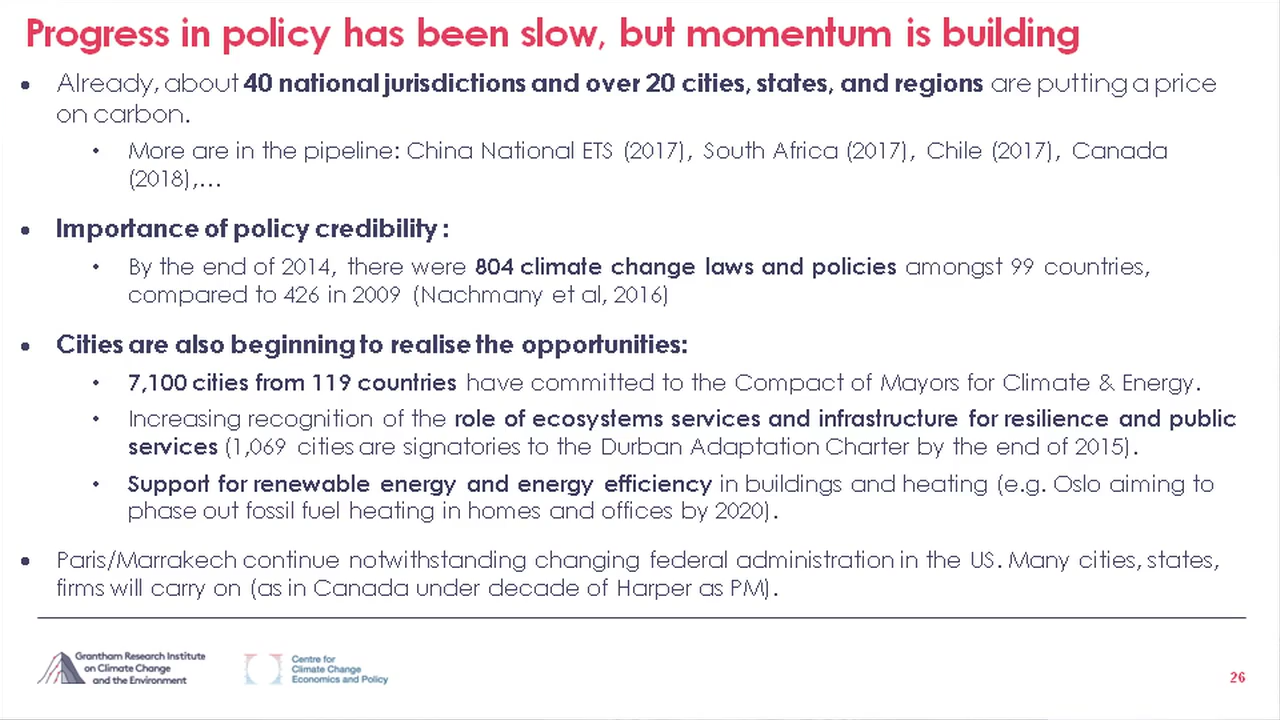 Progress in policy has been slow, but momentum is building
• Already, about 40 national jurisdictions and over 20 cities, states, and regions are putting a price
on carbon.
• More are in the pipeline: China National ETS (2017), South Africa (2017), Chile (2017), Canada
(2018),…
• Importance of policy credibility :
• By the end of 2014, there were 804 climate change laws and policies amongst 99 countries,
compared to 426 in 2009 (Nachmany et al, 2016)
• Cities are also beginning to realise the opportunities:
• 7,100 cities from 119 countries have committed to the Compact of Mayors for Climate & Energy.
• Increasing recognition of the role of ecosystems services and infrastructure for resilience and public
services (1,069 cities are signatories to the Durban Adaptation Charter by the end of 2015).
• Support for renewable energy and energy efficiency in buildings and heating (e.g. Oslo aiming to
phase out fossil fuel heating in homes and offices by 2020).
• Paris/Marrakech continue notwithstanding changing federal administration in the US. Many cities, states,
firms will carry on (as in Canada under decade of Harper as PM).
Grantham Research Institute
on Climate Change
and the Environment
Centre for
Climate Change
Economics and Policy
26